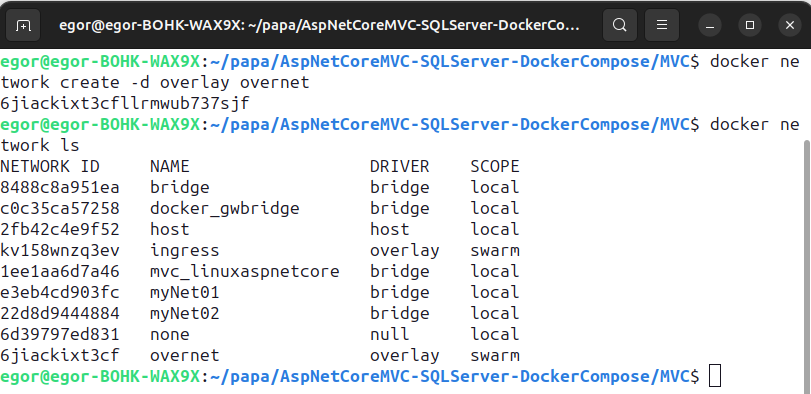 egor@egor-BOHK-WAX9X: ~/papa/AspNetCoreMVC-SQLServer-DockerCo...
egor@egor-BOHK-WAX9X:~/papa/AspNetCoreMVC-SQLServer-DockerCompose/MVC$ docker ne
twork create -d overlay overnet
6jiackixt3cfllrmwub737sjf
egor@egor-BOHK-WAX9X:~/papa/AspNetCoreMVC-SQLServer-DockerCompose/MVC$ docker ne
twork ls
NETWORK ID     NAME                  DRIVER    SCOPE
8488c8a951ea   bridge                bridge    local
c0c35ca57258   docker_gwbridge       bridge    local
2fb42c4e9f52   host                  host      local
kv158wnzq3ev   ingress               overlay   swarm
1ee1aa6d7a46   mvc_linuxaspnetcore   bridge    local
e3eb4cd903fc   myNet01               bridge    local
22d8d9444884   myNet02               bridge    local
6d39797ed831   none                  null      local
6jiackixt3cf   overnet               overlay   swarm
egor@egor-BOHK-WAX9X:~/papa/AspNetCoreMVC-SQLServer-DockerCompose/MVC$